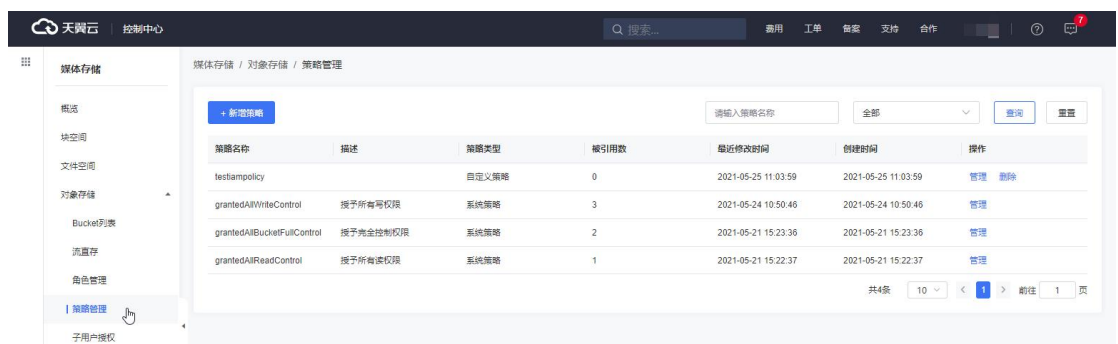 天翼云 控制中心 搜索... 费用 工单 备案 支持 合作 7
媒体存储
媒体存储 / 对象存储 / 策略管理
概览
块空间
文件空间
对象存储
Bucket列表
流直存
角色管理
策略管理
子用户授权
+ 新增策略 请输入策略名称 全部 查询 重置
策略名称 描述 策略类型 被引用数 最近修改时间 创建时间 操作
testiampolicy 自定义策略 0 2021-05-25 11:03:59 2021-05-25 11:03:59 管理 删除
grantedAllWriteControl 授予所有写权限 系统策略 3 2021-05-24 10:50:46 2021-05-24 10:50:46 管理
grantedAllBucketFullControl 授予完全控制权限 系统策略 2 2021-05-21 15:23:36 2021-05-21 15:23:36 管理
grantedAllReadControl 授予所有读权限 系统策略 1 2021-05-21 15:22:37 2021-05-21 15:22:37 管理
共4条 10 1 前往 1 页